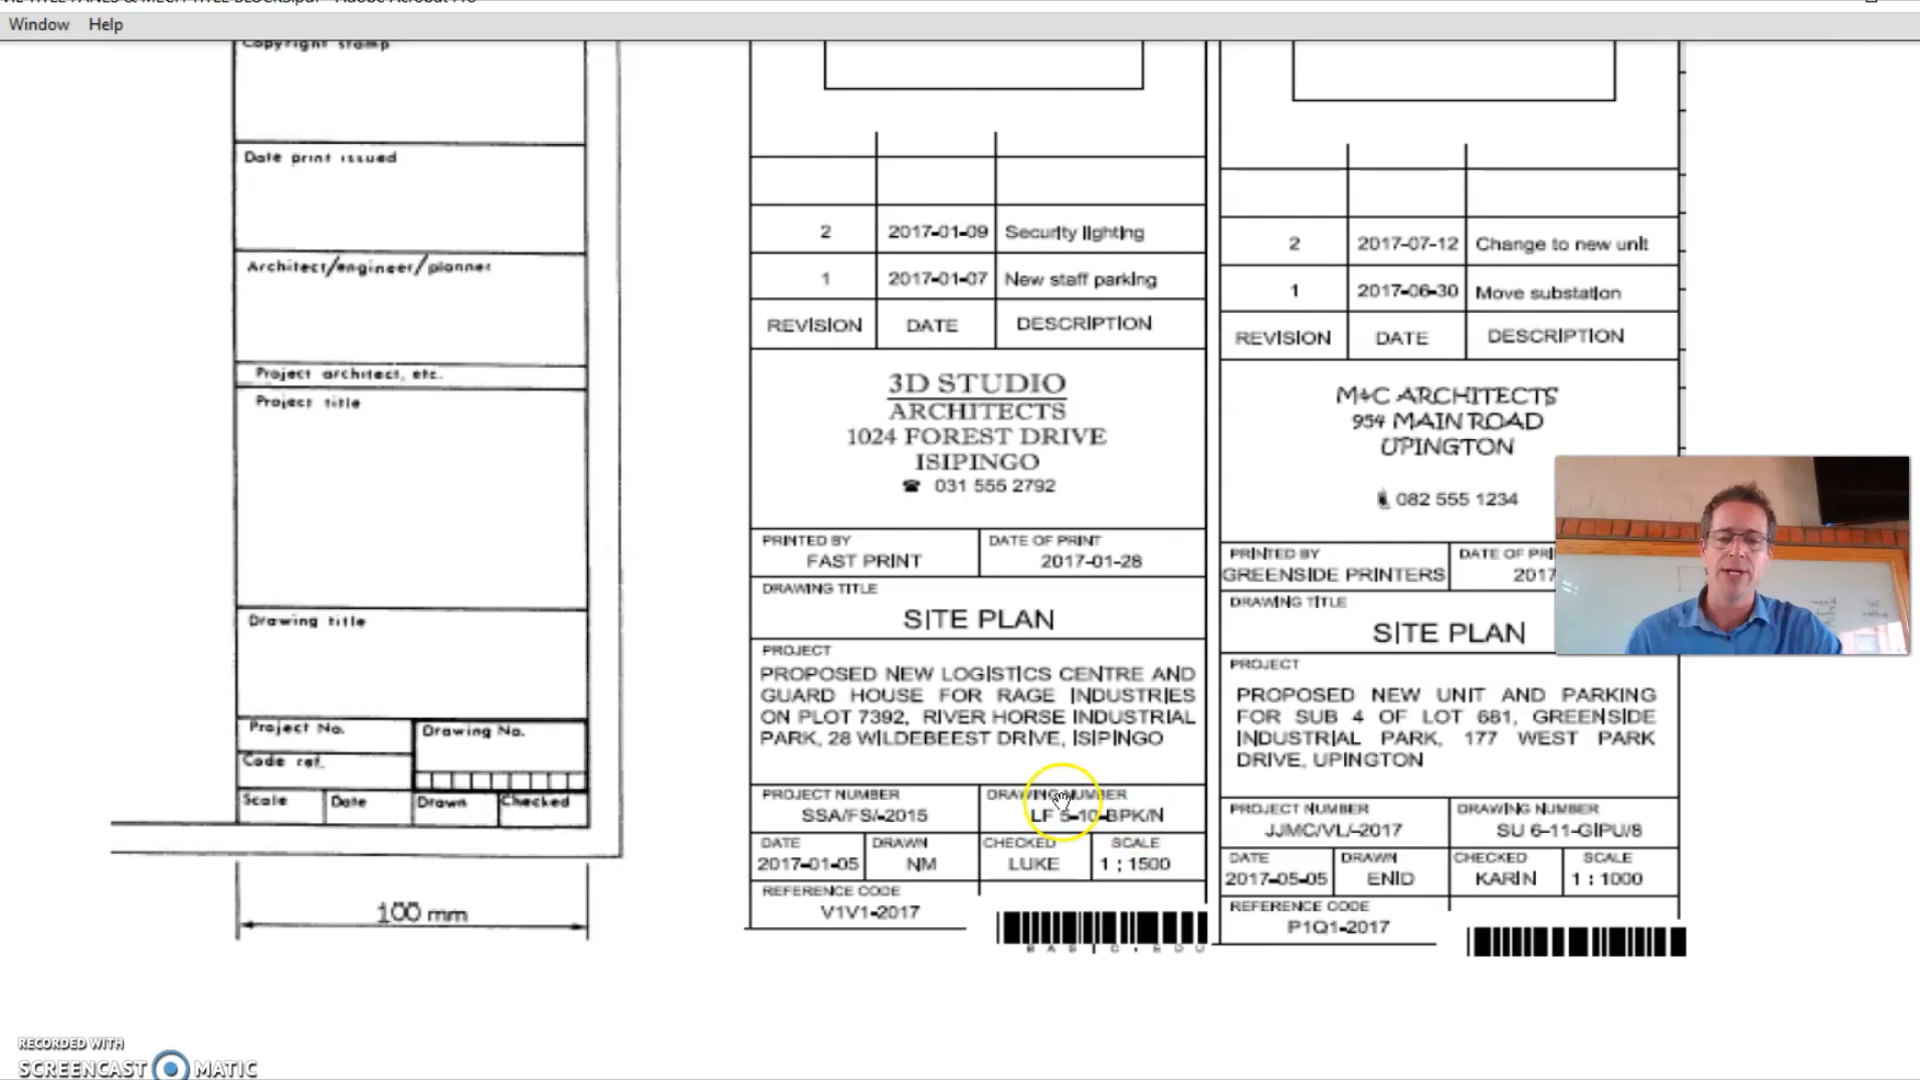 Window Help
Copyright stamp
Date print issued
Architect/engineer/planner
Project architect, etc.
Project title
Drawing title
Project No.
Drawing No.
Code ref.
Scale
Date
Drawn
Checked
100 mm
2 2017-01-09 Security lighting
1 2017-01-07 New staff parking
REVISION DATE DESCRIPTION
3D STUDIO
ARCHITECTS
1024 FOREST DRIVE
ISIPINGO
031 555 2792
PRINTED BY
FAST PRINT
DATE OF PRINT
2017-01-28
DRAWING TITLE
SITE PLAN
PROJECT
PROPOSED NEW LOGISTICS CENTRE AND
GUARD HOUSE FOR RAGE INDUSTRIES
ON PLOT 7392, RIVER HORSE INDUSTRIAL
PARK, 28 WILDEBEEST DRIVE, ISIPINGO
PROJECT NUMBER
SSA/FS/-2015
DRAWING NUMBER
LF 5-10-BPK/N
DATE
2017-01-05
DRAWN
NM
CHECKED
LUKE
SCALE
1 : 1500
REFERENCE CODE
V1V1-2017
2 2017-07-12 Change to new unit
1 2017-06-30 Move substation
REVISION DATE DESCRIPTION
M+C ARCHITECTS
954 MAIN ROAD
UPINGTON
082 555 1234
PRINTED BY
GREENSIDE PRINTERS
DATE OF PRI
2017
DRAWING TITLE
SITE PLAN
PROJECT
PROPOSED NEW UNIT AND PARKING
FOR SUB 4 OF LOT 681, GREENSIDE
INDUSTRIAL PARK, 177 WEST PARK
DRIVE, UPINGTON
PROJECT NUMBER
JJMC/VL/-2017
DRAWING NUMBER
SU 6-11-GIPU/8
DATE
2017-05-05
DRAWN
ENID
CHECKED
KARIN
SCALE
1 : 1000
REFERENCE CODE
P1Q1-2017
RECORDED WITH
SCREENCAST MATIC